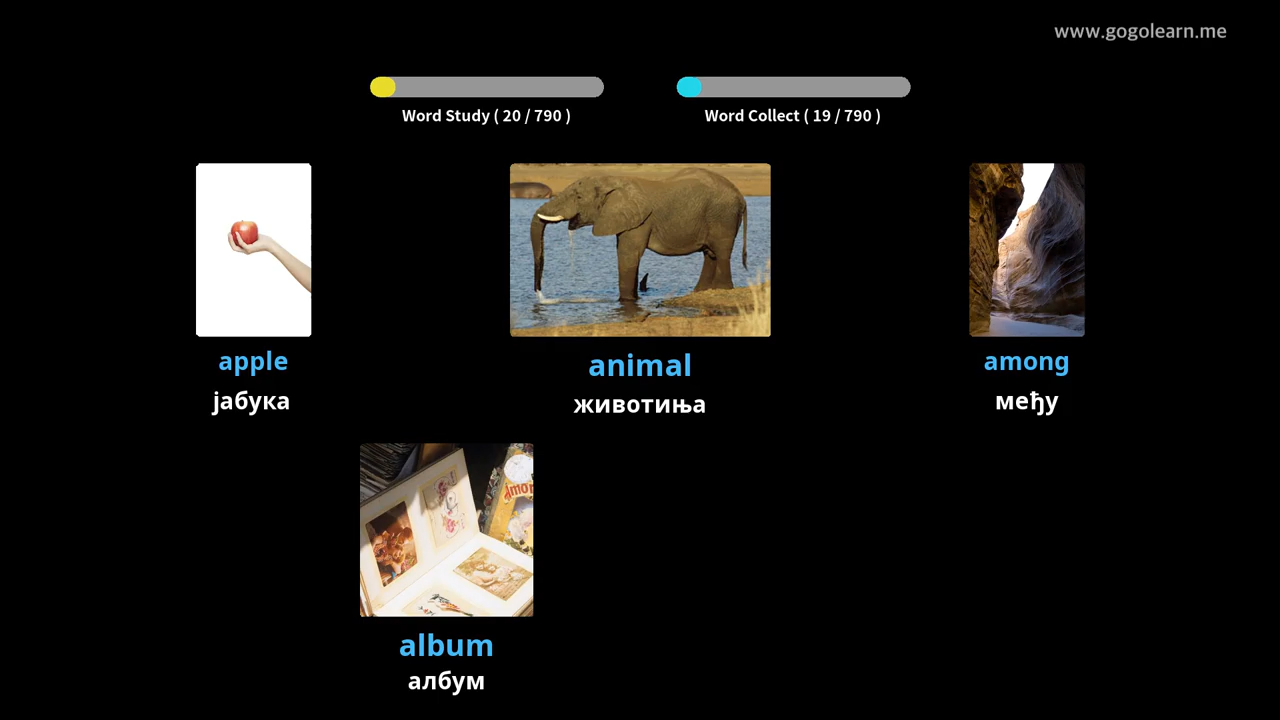 www.gogolearn.me
Word Study ( 20 / 790 )
Word Collect ( 19 / 790 )
apple
animal
among
јабука
животиња
међу
album
албум